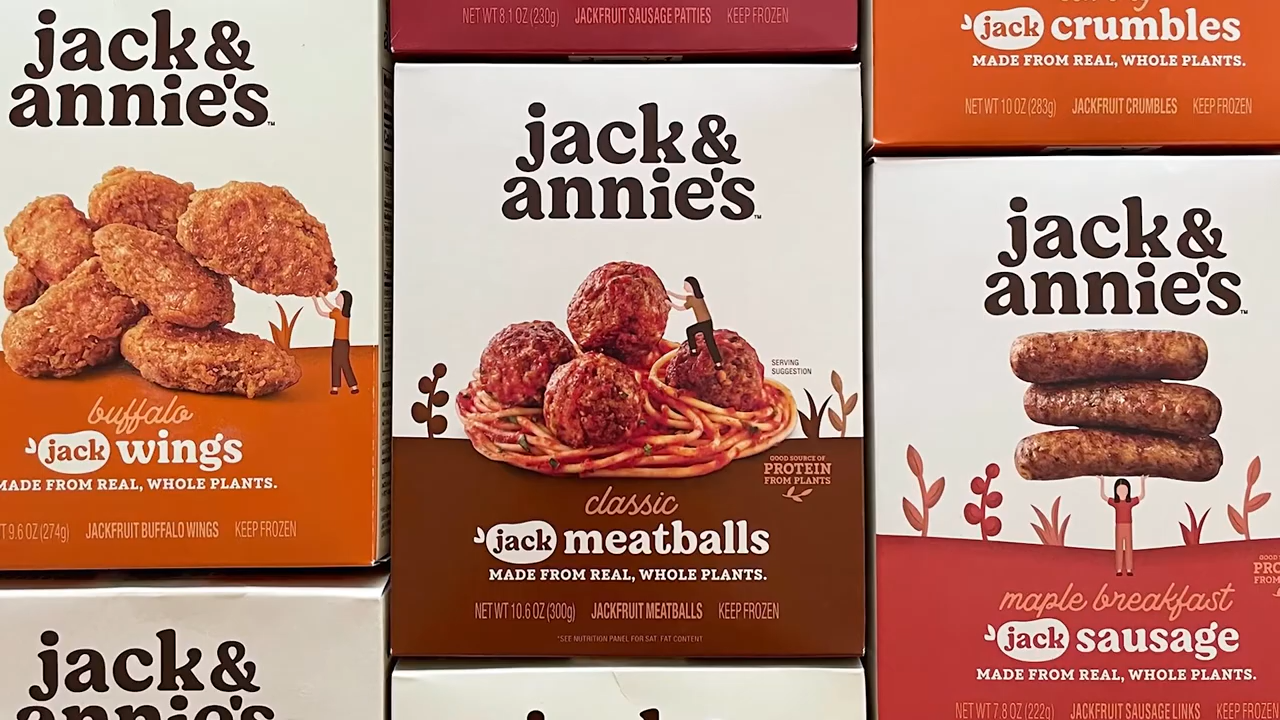 jack&
annie's™
buffalo
jack wings
MADE FROM REAL, WHOLE PLANTS.
9.6 OZ (274g) JACKFRUIT BUFFALO WINGS KEEP FROZEN
jack&
NET WT 8.1 OZ (230g) JACKFRUIT SAUSAGE PATTIES KEEP FROZEN
jack&
annie's™
SERVING
SUGGESTION
GOOD SOURCE OF
PROTEIN
FROM PLANTS
classic
jack meatballs
MADE FROM REAL, WHOLE PLANTS.
NET WT 10.6 OZ (300g) JACKFRUIT MEATBALLS KEEP FROZEN
*SEE NUTRITION PANEL FOR SAT. FAT CONTENT
jack crumbles
MADE FROM REAL, WHOLE PLANTS.
NET WT 10 OZ (283g) JACKFRUIT CRUMBLES KEEP FROZEN
jack&
annie's™
maple breakfast
jack sausage
MADE FROM REAL, WHOLE PLANTS.
NET WT 7.8 OZ (222g) JACKFRUIT SAUSAGE LINKS KEEP FROZEN